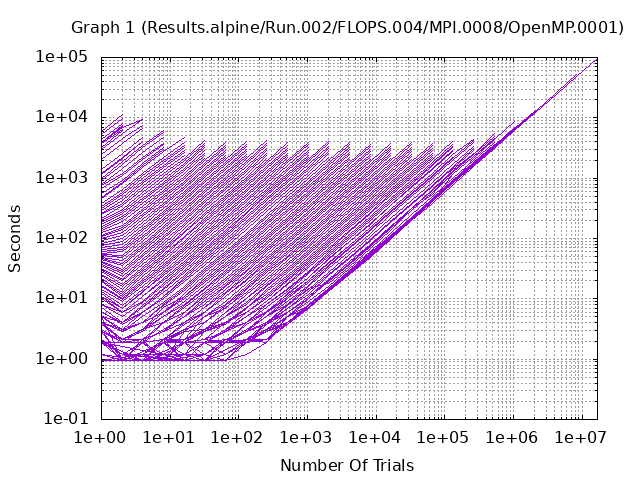 Graph 1 (Results.alpine/Run.002/FLOPS.004/MPI.0008/OpenMP.0001)
1e+05
1e+04
1e+03
1e+02
1e+01
1e+00
1e-01
Seconds
1e+00 1e+01 1e+02 1e+03 1e+04 1e+05 1e+06 1e+07
Number Of Trials